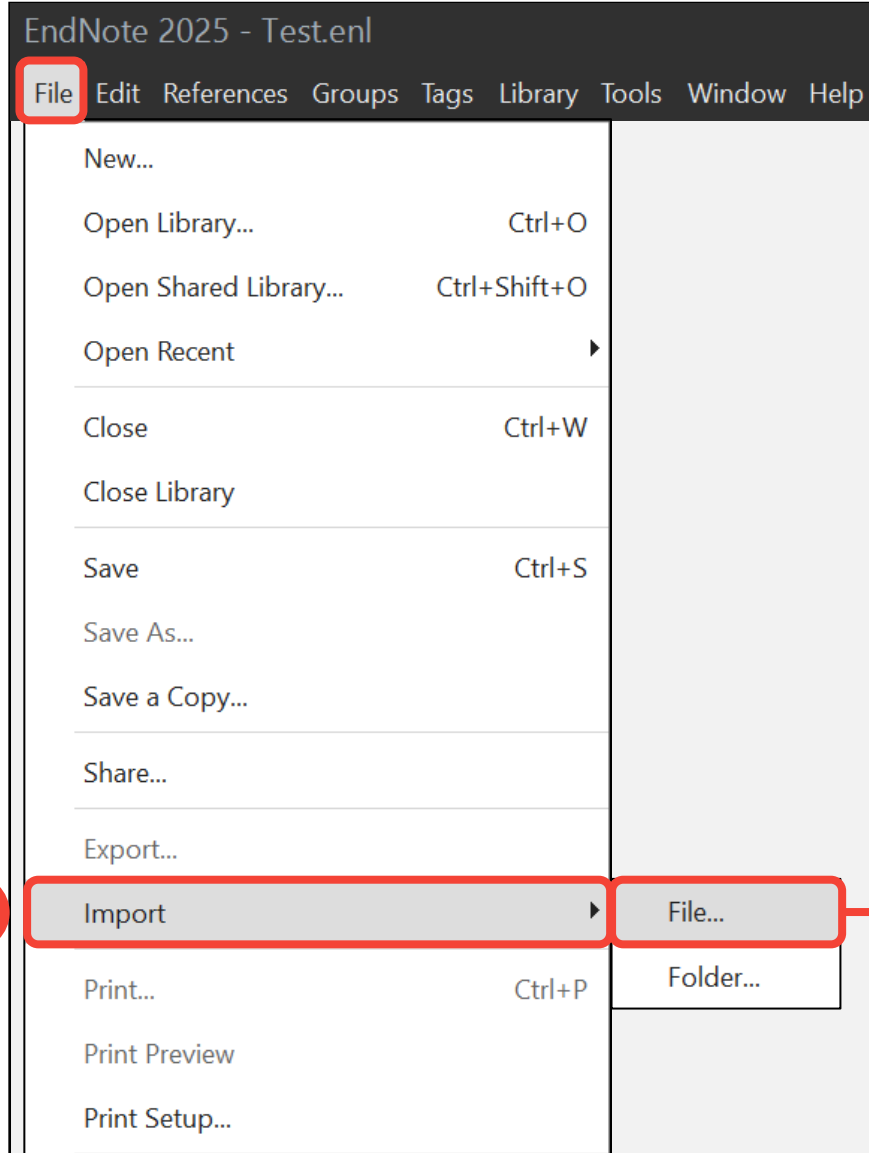 EndNote 2025 - Test.enl
File Edit References Groups Tags Library Tools Window Help
New...
Open Library... Ctrl+O
Open Shared Library... Ctrl+Shift+O
Open Recent
Close Ctrl+W
Close Library
Save Ctrl+S
Save As...
Save a Copy...
Share...
Export...
Import File...
Folder...
Print... Ctrl+P
Print Preview
Print Setup...